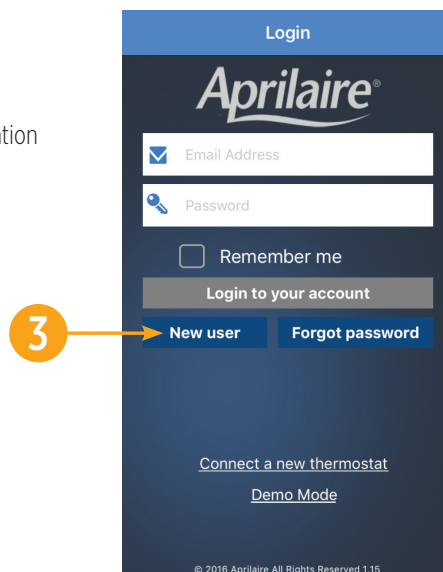 Login
Aprilaire®
Email Address
Password
Remember me
Login to your account
3
New user Forgot password
Connect a new thermostat
Demo Mode
© 2016 Aprilaire All Rights Reserved 1.15